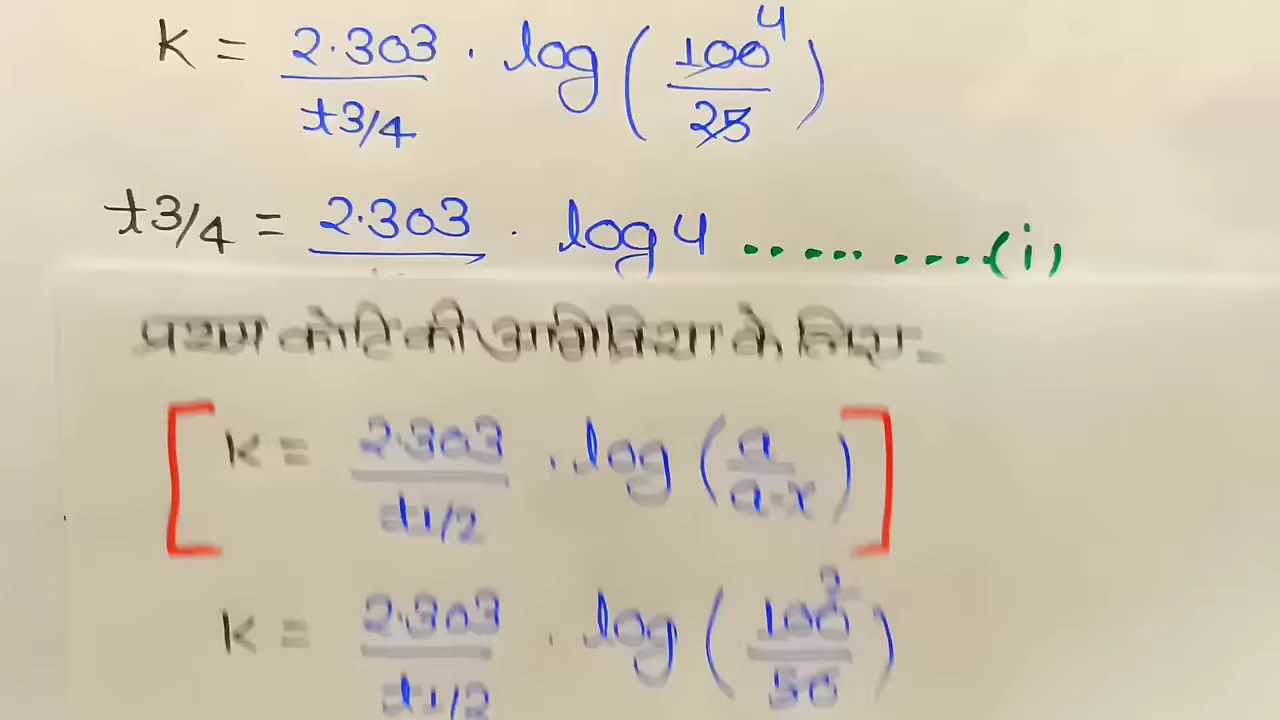 K = 2.303/t3/4 . log(100⁴/25)
t3/4 = 2.303/ . log 4 ..... ....(i)
प्रथम कोटि की अभिक्रिया के लिए-
[K = 2.303/t1/2 . log(a/a-x)]
K = 2.303/t1/2 . log(100²/50)